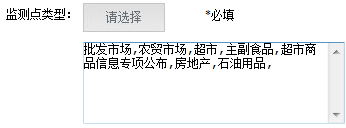 监测点类型： 请选择 *必填
批发市场,农贸市场,超市,主副食品,超市商
品信息专项公布,房地产,石油用品,